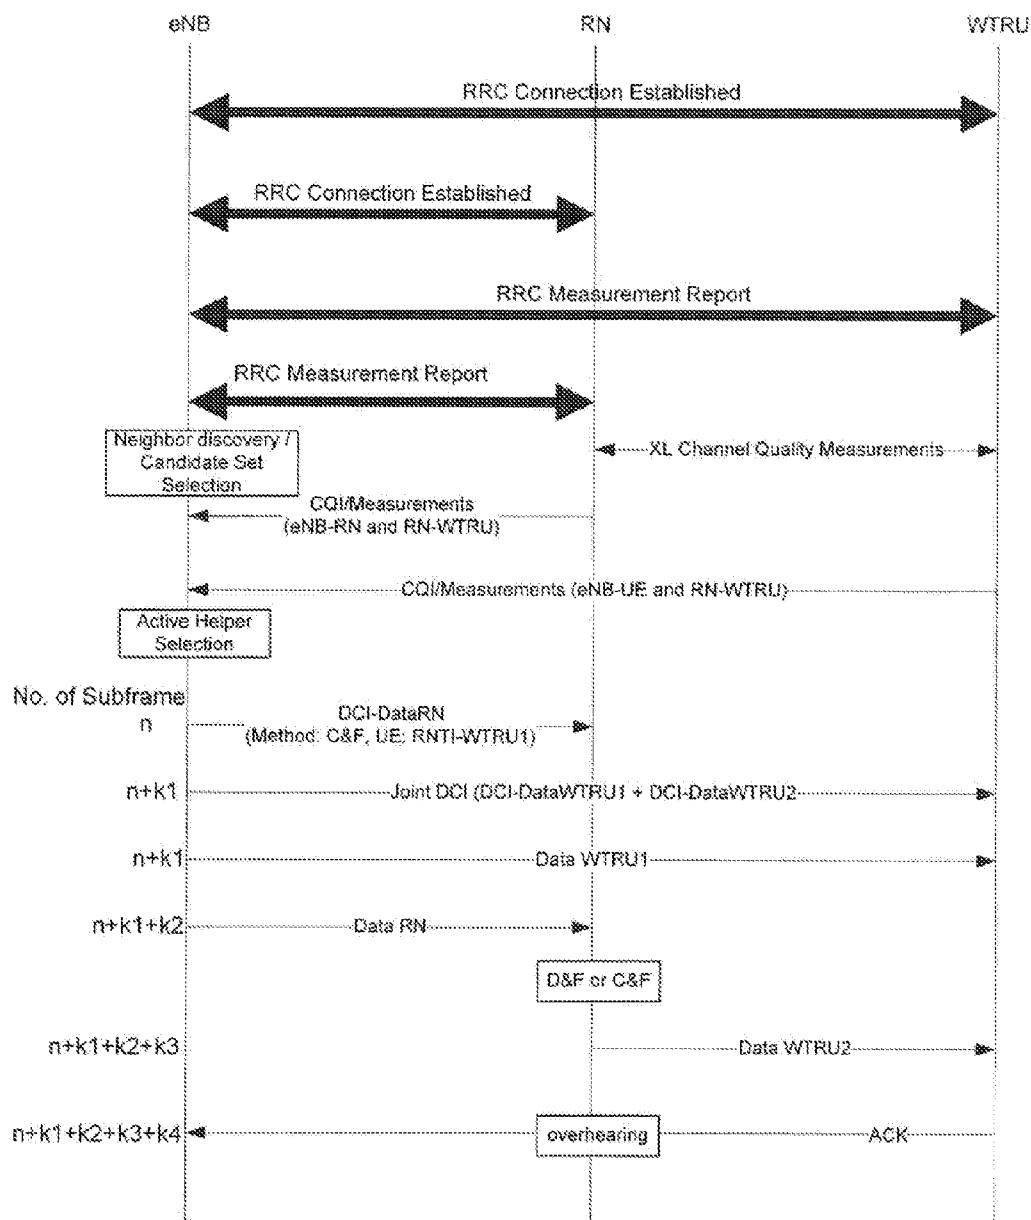 eNB RN WTRU
RRC Connection Established
RRC Connection Established
RRC Measurement Report
RRC Measurement Report
Neighbor discovery /
Candidate Set
Selection
XL Channel Quality Measurements
CQI/Measurements
(eNB-RN and RN-WTRU)
CQI/Measurements (eNB-UE and RN-WTRU)
Active Helper
Selection
No. of Subframe
n
DCI-DataRN
(Method: C&F, UE: RNTI-WTRU1)
n+k1
Joint DCI (DCI-DataWTRU1 + DCI-DataWTRU2
n+k1
Data WTRU1
n+k1+k2
Data RN
D&F or C&F
n+k1+k2+k3
Data WTRU2
n+k1+k2+k3+k4
overhearing
ACK